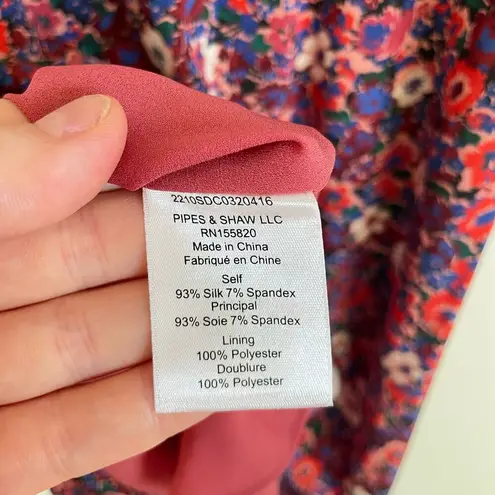 2210SDC0320416
PIPES & SHAW LLC
RN155820
Made in China
Fabriqué en Chine
Self
93% Silk 7% Spandex
Principal
93% Soie 7% Spandex
Lining
100% Polyester
Doublure
100% Polyester